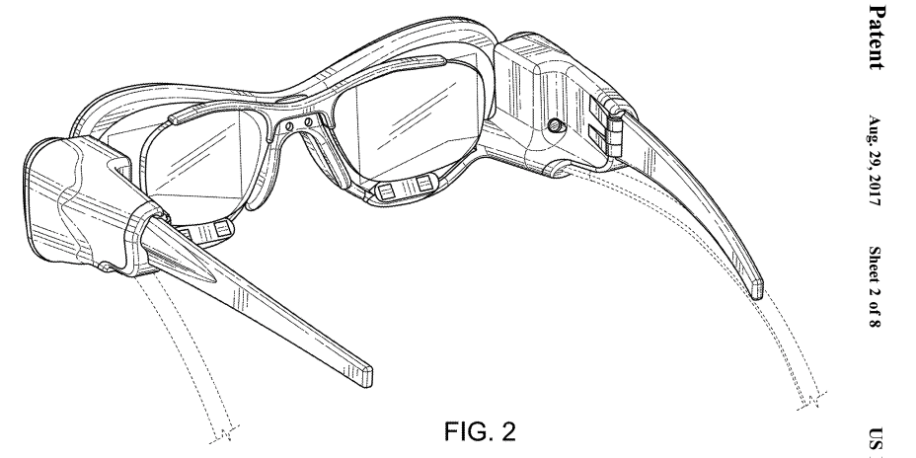 Patent
Aug. 29, 2017
Sheet 2 of 8
US
FIG. 2